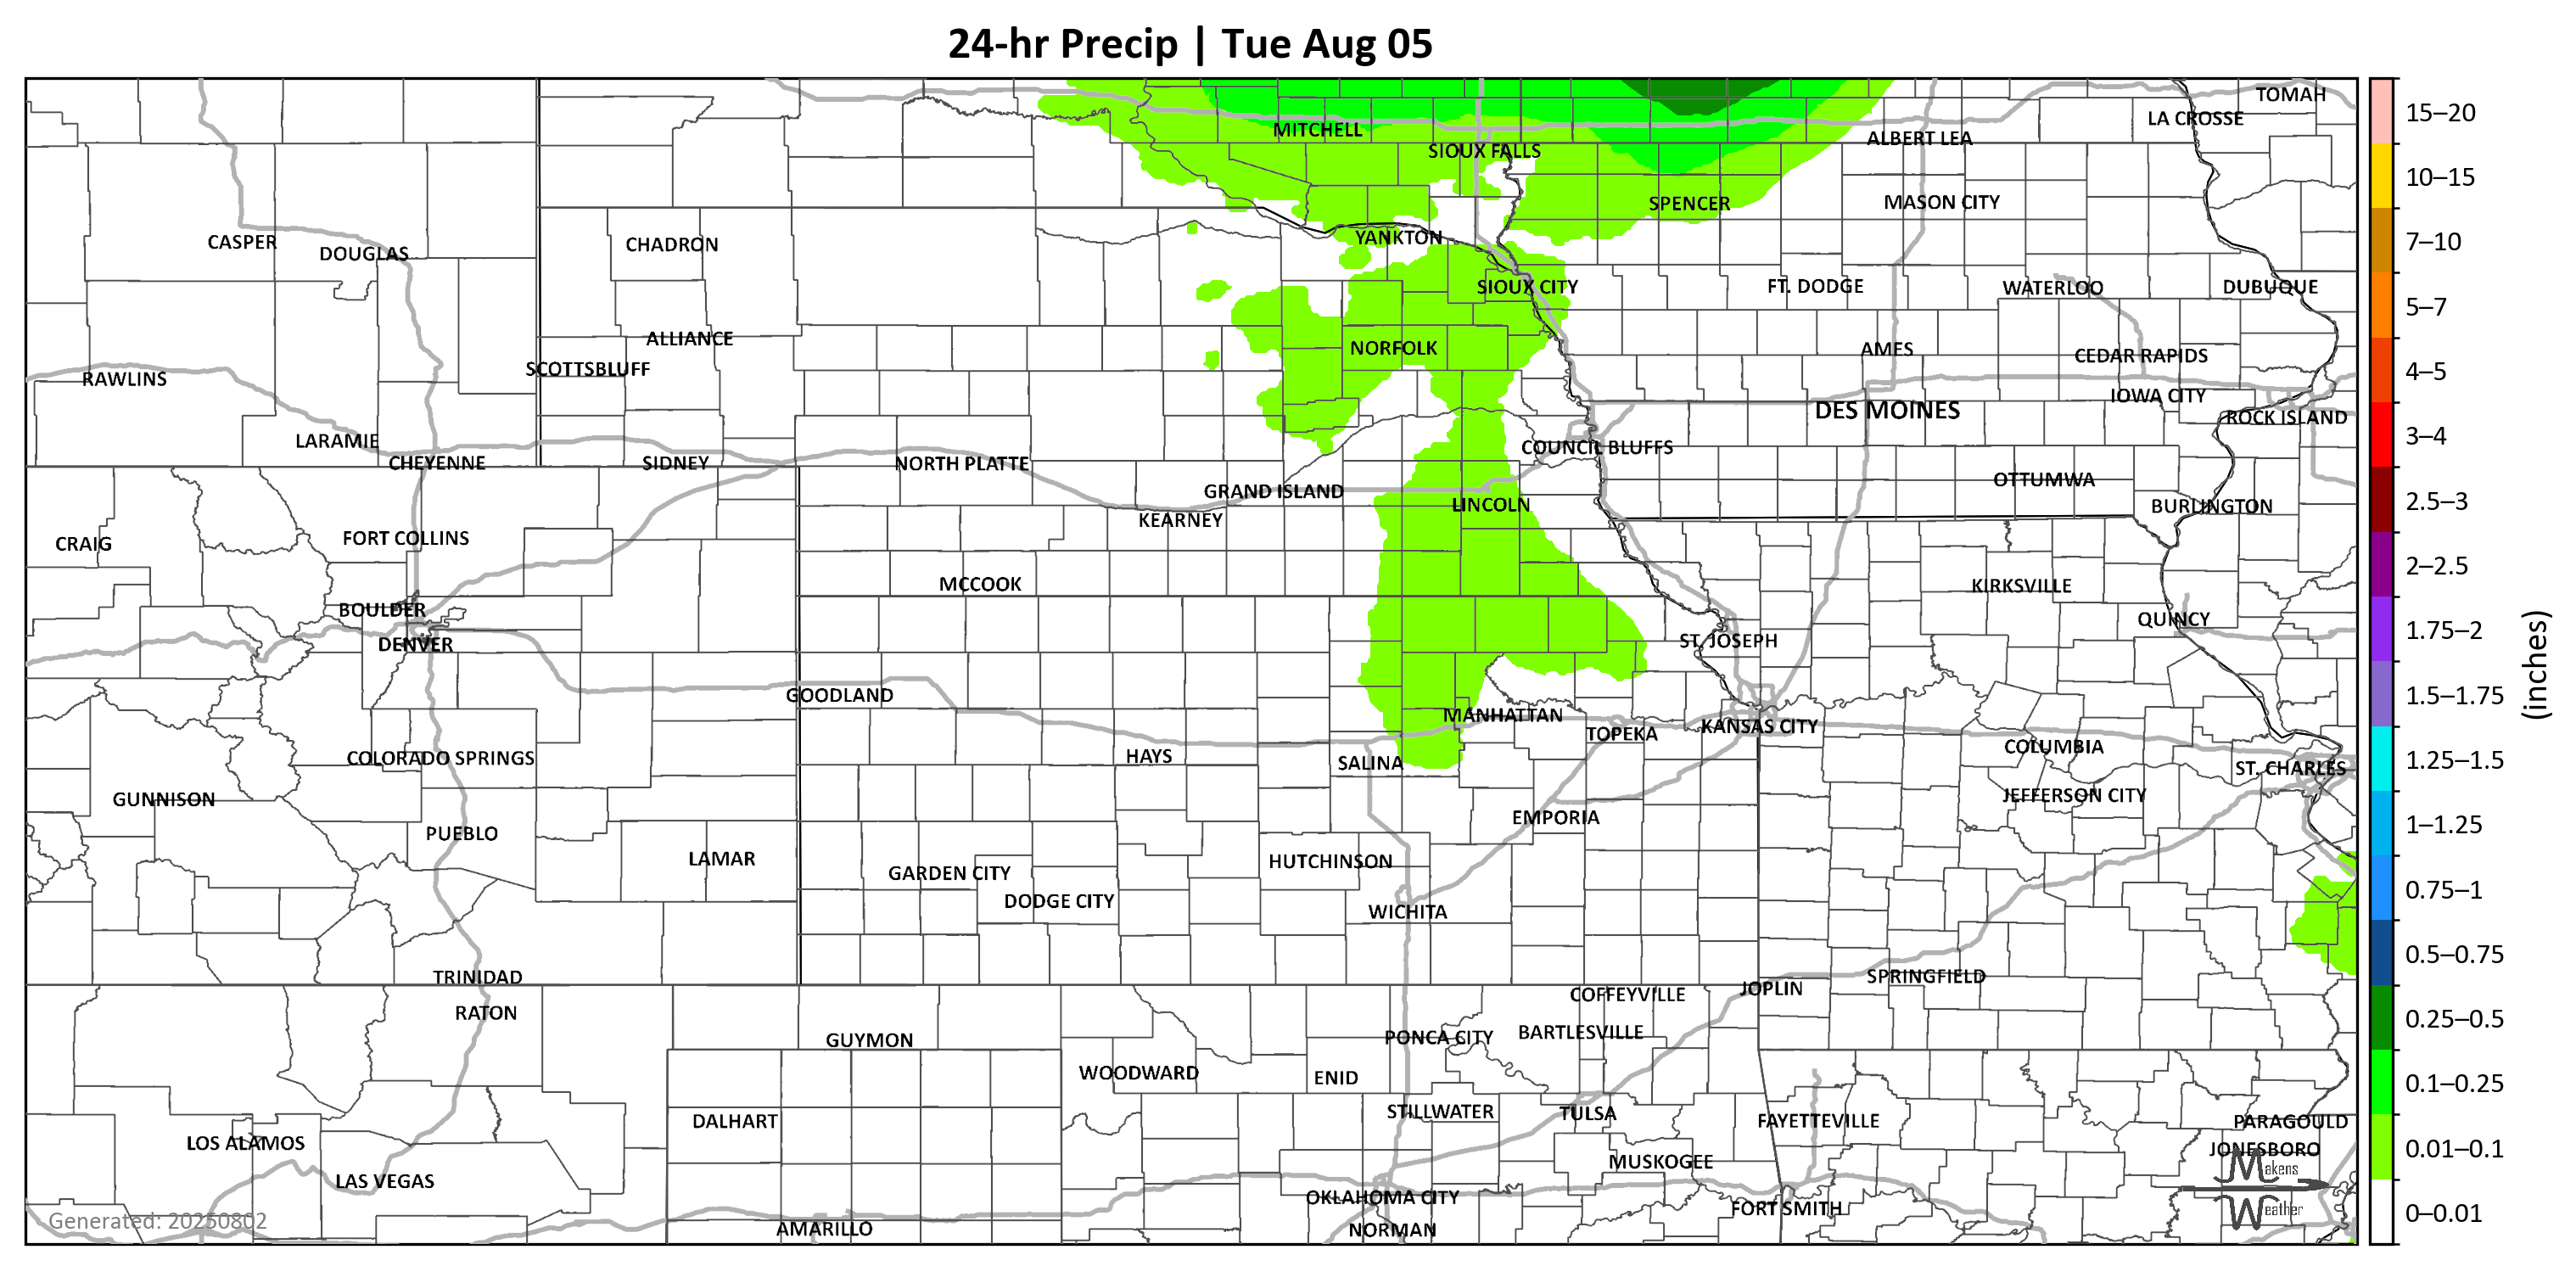 24-hr Precip | Tue Aug 05
TOMAH
LA CROSSE
MITCHELL
ALBERT LEA
SIOUX FALLS
SPENCER
MASON CITY
YANKTON
CASPER
DOUGLAS
CHADRON
SIOUX CITY
FT. DODGE
WATERLOO
DUBUQUE
ALLIANCE
NORFOLK
AMES
CEDAR RAPIDS
SCOTTSBLUFF
RAWLINS
IOWA CITY
DES MOINES
ROCK ISLAND
LARAMIE
COUNCIL BLUFFS
CHEYENNE
SIDNEY
NORTH PLATTE
OTTUMWA
GRAND ISLAND
LINCOLN
BURLINGTON
KEARNEY
FORT COLLINS
CRAIG
MCCOOK
KIRKSVILLE
BOULDER
QUINCY
DENVER
ST. JOSEPH
GOODLAND
MANHATTAN
TOPEKA
KANSAS CITY
COLUMBIA
COLORADO SPRINGS
HAYS
SALINA
ST. CHARLES
GUNNISON
JEFFERSON CITY
EMPORIA
PUEBLO
LAMAR
HUTCHINSON
GARDEN CITY
DODGE CITY
WICHITA
TRINIDAD
SPRINGFIELD
JOPLIN
COFFEYVILLE
RATON
GUYMON
PONCA CITY
BARTLESVILLE
WOODWARD
ENID
STILLWATER
TULSA
DALHART
FAYETTEVILLE
PARAGOULD
LOS ALAMOS
JONESBORO
MUSKOGEE
LAS VEGAS
OKLAHOMA CITY
FORT SMITH
AMARILLO
NORMAN
Generated: 20250802
Makens
Weather
15–20
10–15
7–10
5–7
4–5
3–4
2.5–3
2–2.5
1.75–2
1.5–1.75
1.25–1.5
1–1.25
0.75–1
0.5–0.75
0.25–0.5
0.1–0.25
0.01–0.1
0–0.01
(inches)